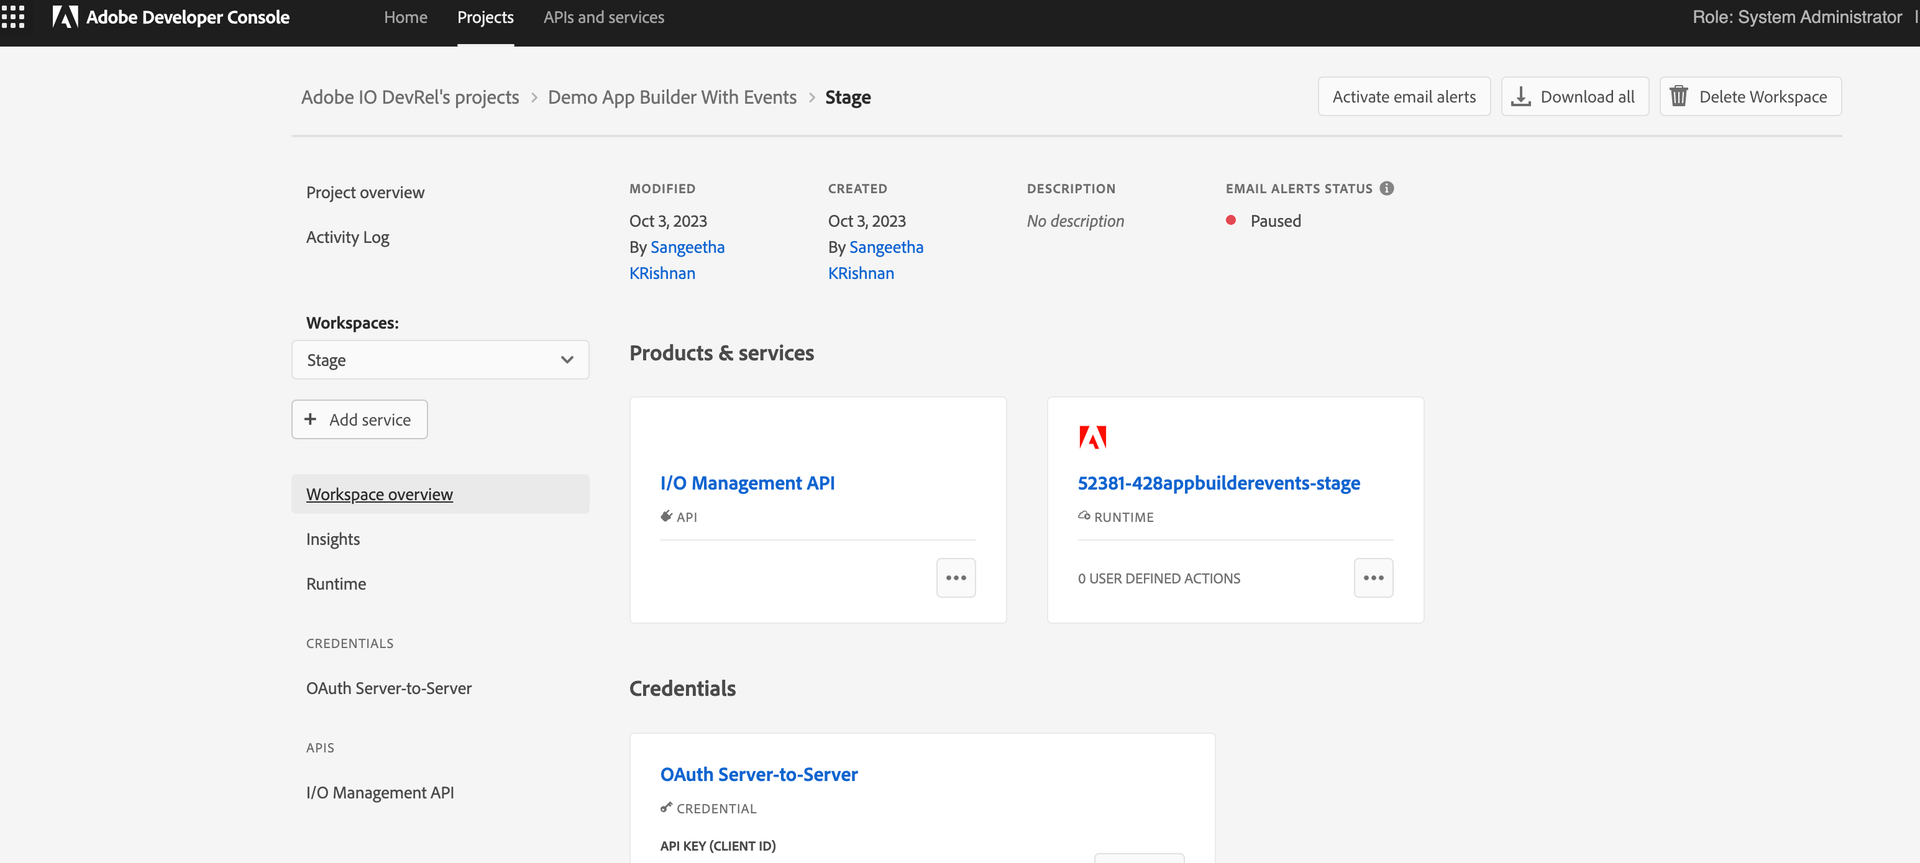 Adobe Developer Console Home Projects APIs and services Role: System Administrator
Adobe IO DevRel's projects > Demo App Builder With Events > Stage
Activate email alerts
Download all
Delete Workspace
Project overview
Activity Log
Workspaces:
Stage
+ Add service
Workspace overview
Insights
Runtime
CREDENTIALS
OAuth Server-to-Server
APIS
I/O Management API
MODIFIED
Oct 3, 2023
By Sangeetha
KRishnan
CREATED
Oct 3, 2023
By Sangeetha
KRishnan
DESCRIPTION
No description
EMAIL ALERTS STATUS
Paused
Products & services
I/O Management API
API
52381-428appbuilderevents-stage
RUNTIME
0 USER DEFINED ACTIONS
Credentials
OAuth Server-to-Server
CREDENTIAL
API KEY (CLIENT ID)